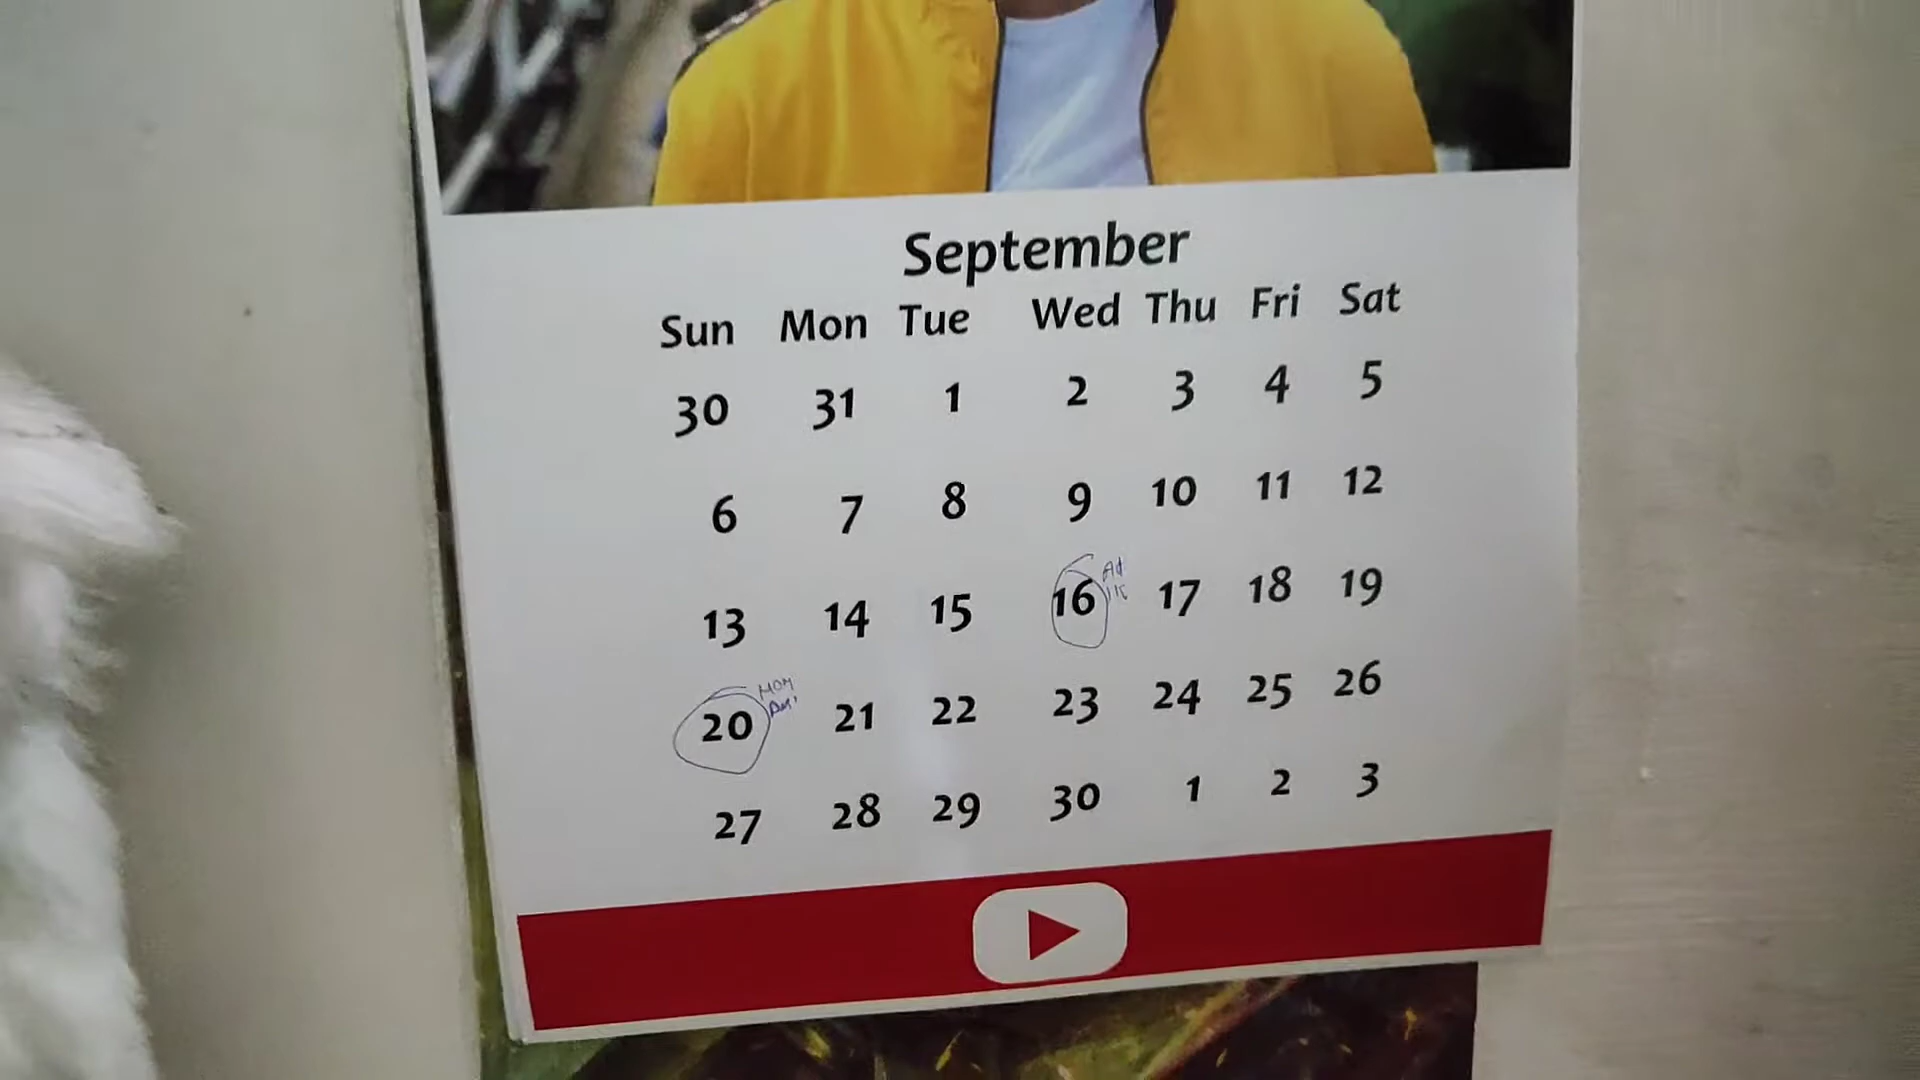 September
Sun Mon Tue Wed Thu Fri Sat
30 31 1 2 3 4 5
6 7 8 9 10 11 12
13 14 15 16 17 18 19
20 MOM 21 22 23 24 25 26
27 28 29 30 1 2 3